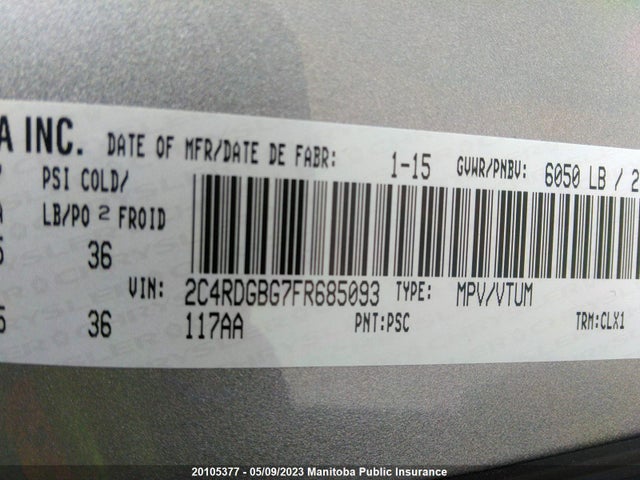 A INC. DATE OF MFR/DATE DE FABR: 1-15 GVWR/PNBV: 6050 LB / 2
PSI COLD/
LB/PO 2 FROID
36
VIN: 2C4RDGBG7FR685093 TYPE: MPV/VTUM
36 117AA PNT:PSC TRM:CLX1
20105377 - 05/09/2023 Manitoba Public Insurance